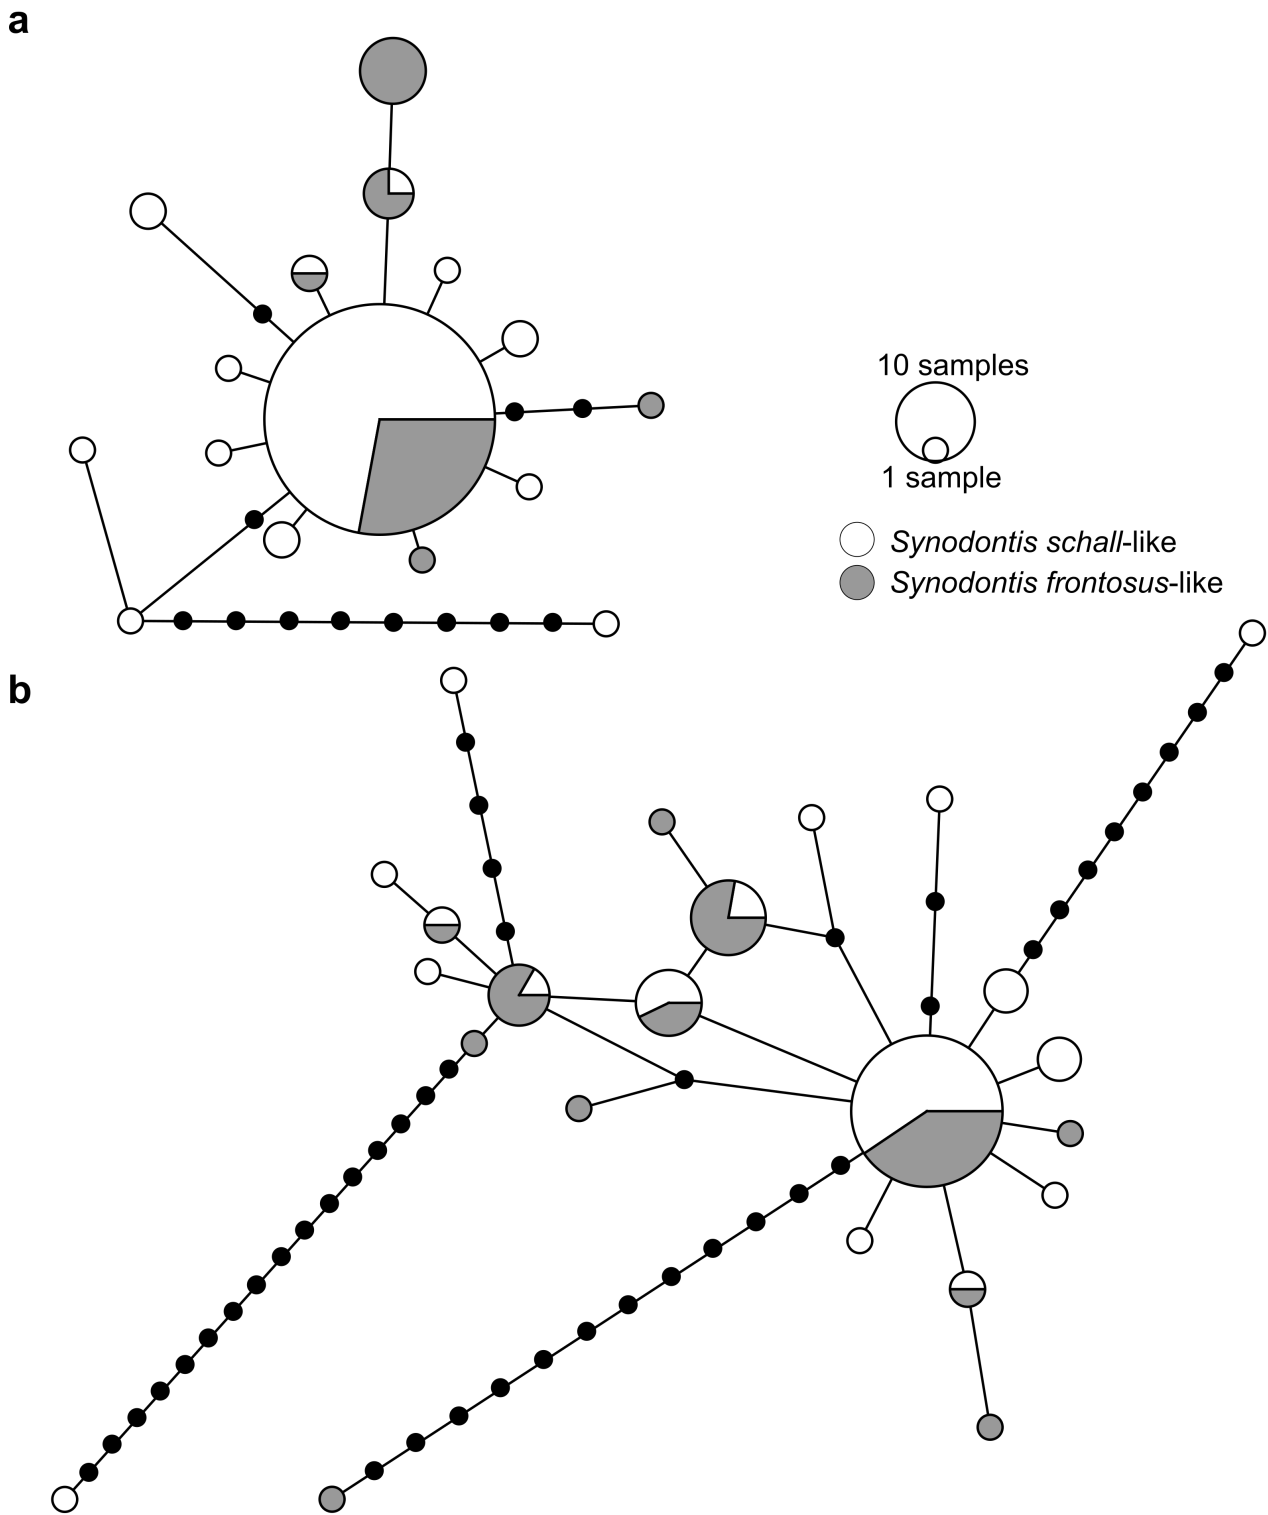 a
10 samples
1 sample
Synodontis schall-like
Synodontis frontosus-like
b